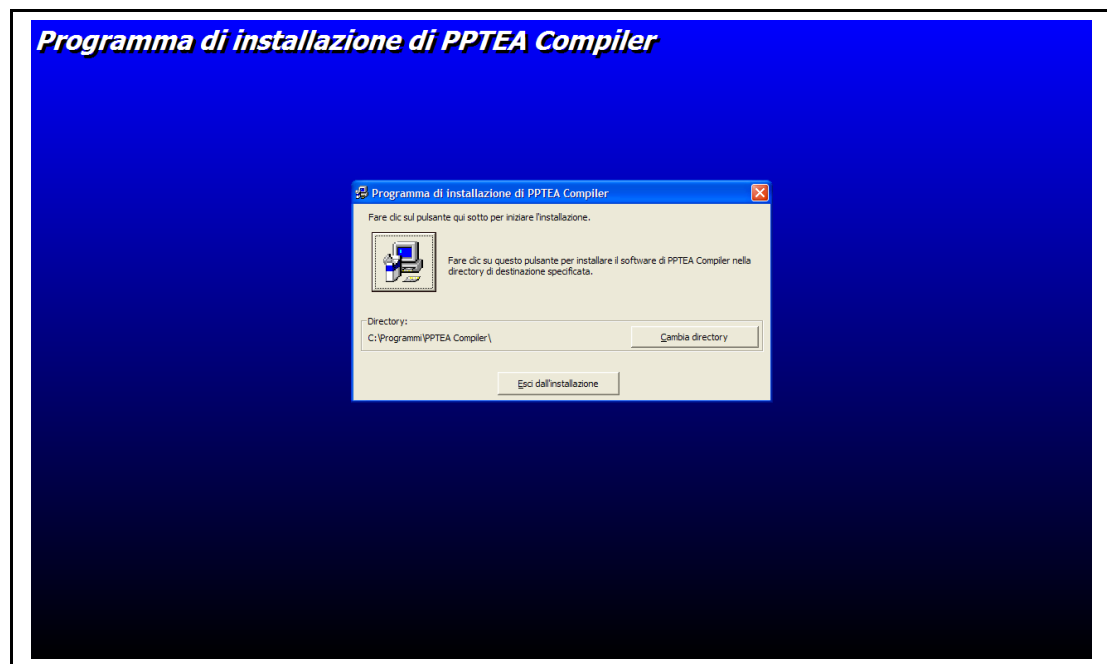 Programma di installazione di PPTEA Compiler
Programma di installazione di PPTEA Compiler
Fare clic sul pulsante qui sotto per iniziare l'installazione.
Fare clic su questo pulsante per installare il software di PPTEA Compiler nella
directory di destinazione specificata.
Directory:
C:\Programmi\PPTEA Compiler\
Cambia directory
Esci dall'installazione